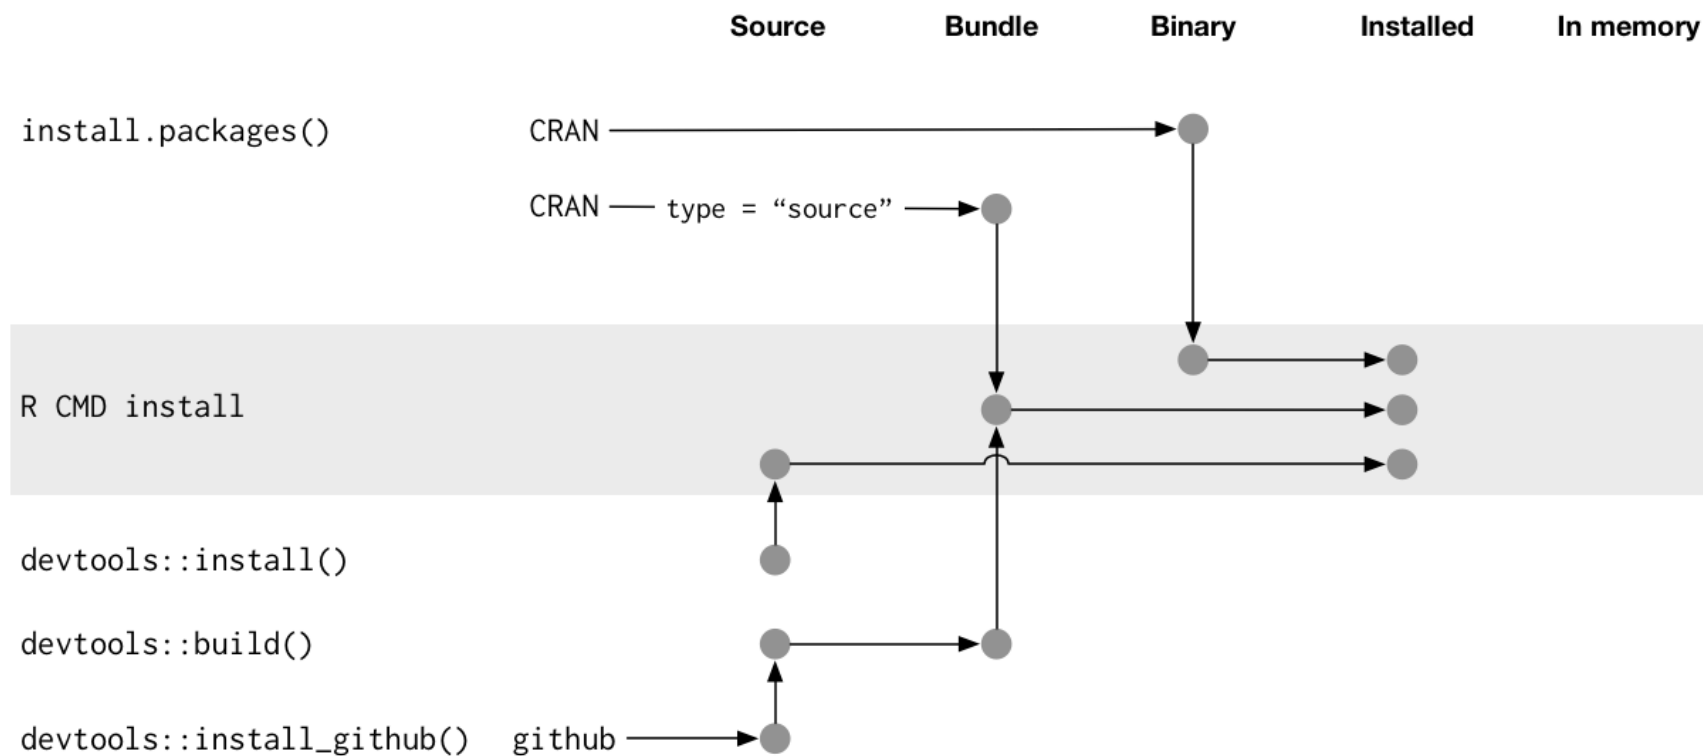 Source Bundle Binary Installed In memory
install.packages() CRAN
CRAN type = “source”
R CMD install
devtools::install()
devtools::build()
devtools::install_github() github